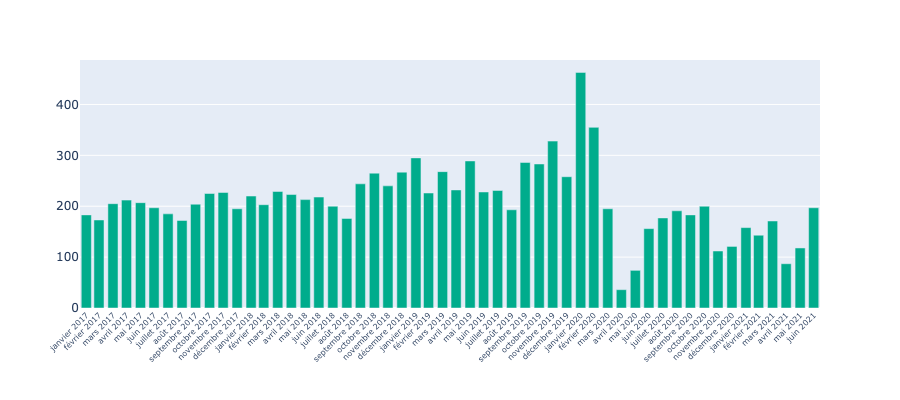 400
300
200
100
0
janvier 2017
février 2017
mars 2017
avril 2017
mai 2017
juin 2017
juillet 2017
août 2017
septembre 2017
octobre 2017
novembre 2017
décembre 2017
janvier 2018
février 2018
mars 2018
avril 2018
mai 2018
juin 2018
juillet 2018
août 2018
septembre 2018
octobre 2018
novembre 2018
décembre 2018
janvier 2019
février 2019
mars 2019
avril 2019
mai 2019
juin 2019
juillet 2019
août 2019
septembre 2019
octobre 2019
novembre 2019
décembre 2019
janvier 2020
février 2020
mars 2020
avril 2020
mai 2020
juin 2020
juillet 2020
août 2020
septembre 2020
octobre 2020
novembre 2020
décembre 2020
janvier 2021
février 2021
mars 2021
avril 2021
mai 2021
juin 2021